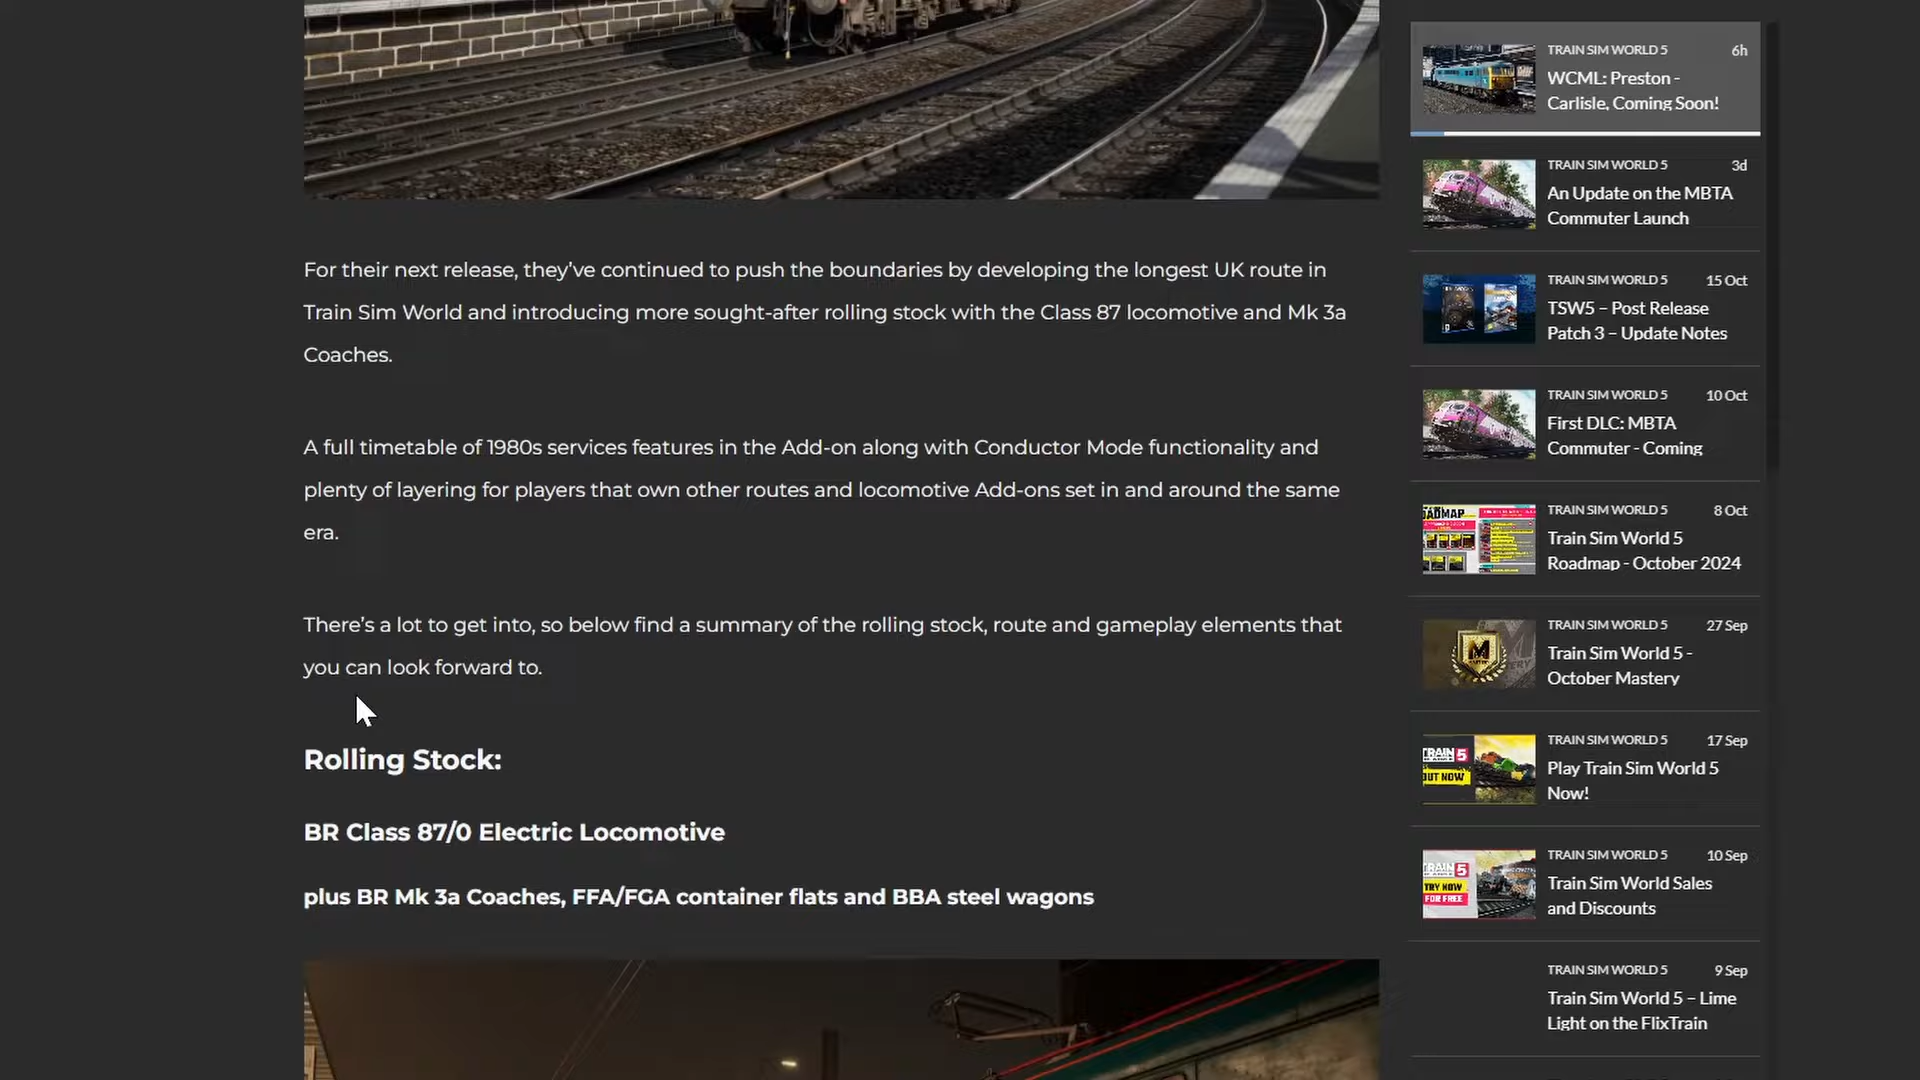 For their next release, they've continued to push the boundaries by developing the longest UK route in
Train Sim World and introducing more sought-after rolling stock with the Class 87 locomotive and Mk 3a
Coaches.
A full timetable of 1980s services features in the Add-on along with Conductor Mode functionality and
plenty of layering for players that own other routes and locomotive Add-ons set in and around the same
era.
There's a lot to get into, so below find a summary of the rolling stock, route and gameplay elements that
you can look forward to.
Rolling Stock:
BR Class 87/0 Electric Locomotive
plus BR Mk 3a Coaches, FFA/FGA container flats and BBA steel wagons
TRAIN SIM WORLD 5 6h
WCML: Preston -
Carlisle, Coming Soon!
TRAIN SIM WORLD 5 3d
An Update on the MBTA
Commuter Launch
TRAIN SIM WORLD 5 15 Oct
TSW5 – Post Release
Patch 3 – Update Notes
TRAIN SIM WORLD 5 10 Oct
First DLC: MBTA
Commuter - Coming
TRAIN SIM WORLD 5 8 Oct
Train Sim World 5
Roadmap - October 2024
TRAIN SIM WORLD 5 27 Sep
Train Sim World 5 -
October Mastery
TRAIN SIM WORLD 5 17 Sep
Play Train Sim World 5
Now!
TRAIN 5
OUT NOW
TRAIN SIM WORLD 5 10 Sep
Train Sim World Sales
and Discounts
TRAIN 5
TRY NOW
FOR FREE
TRAIN SIM WORLD 5 9 Sep
Train Sim World 5 – Lime
Light on the FlixTrain